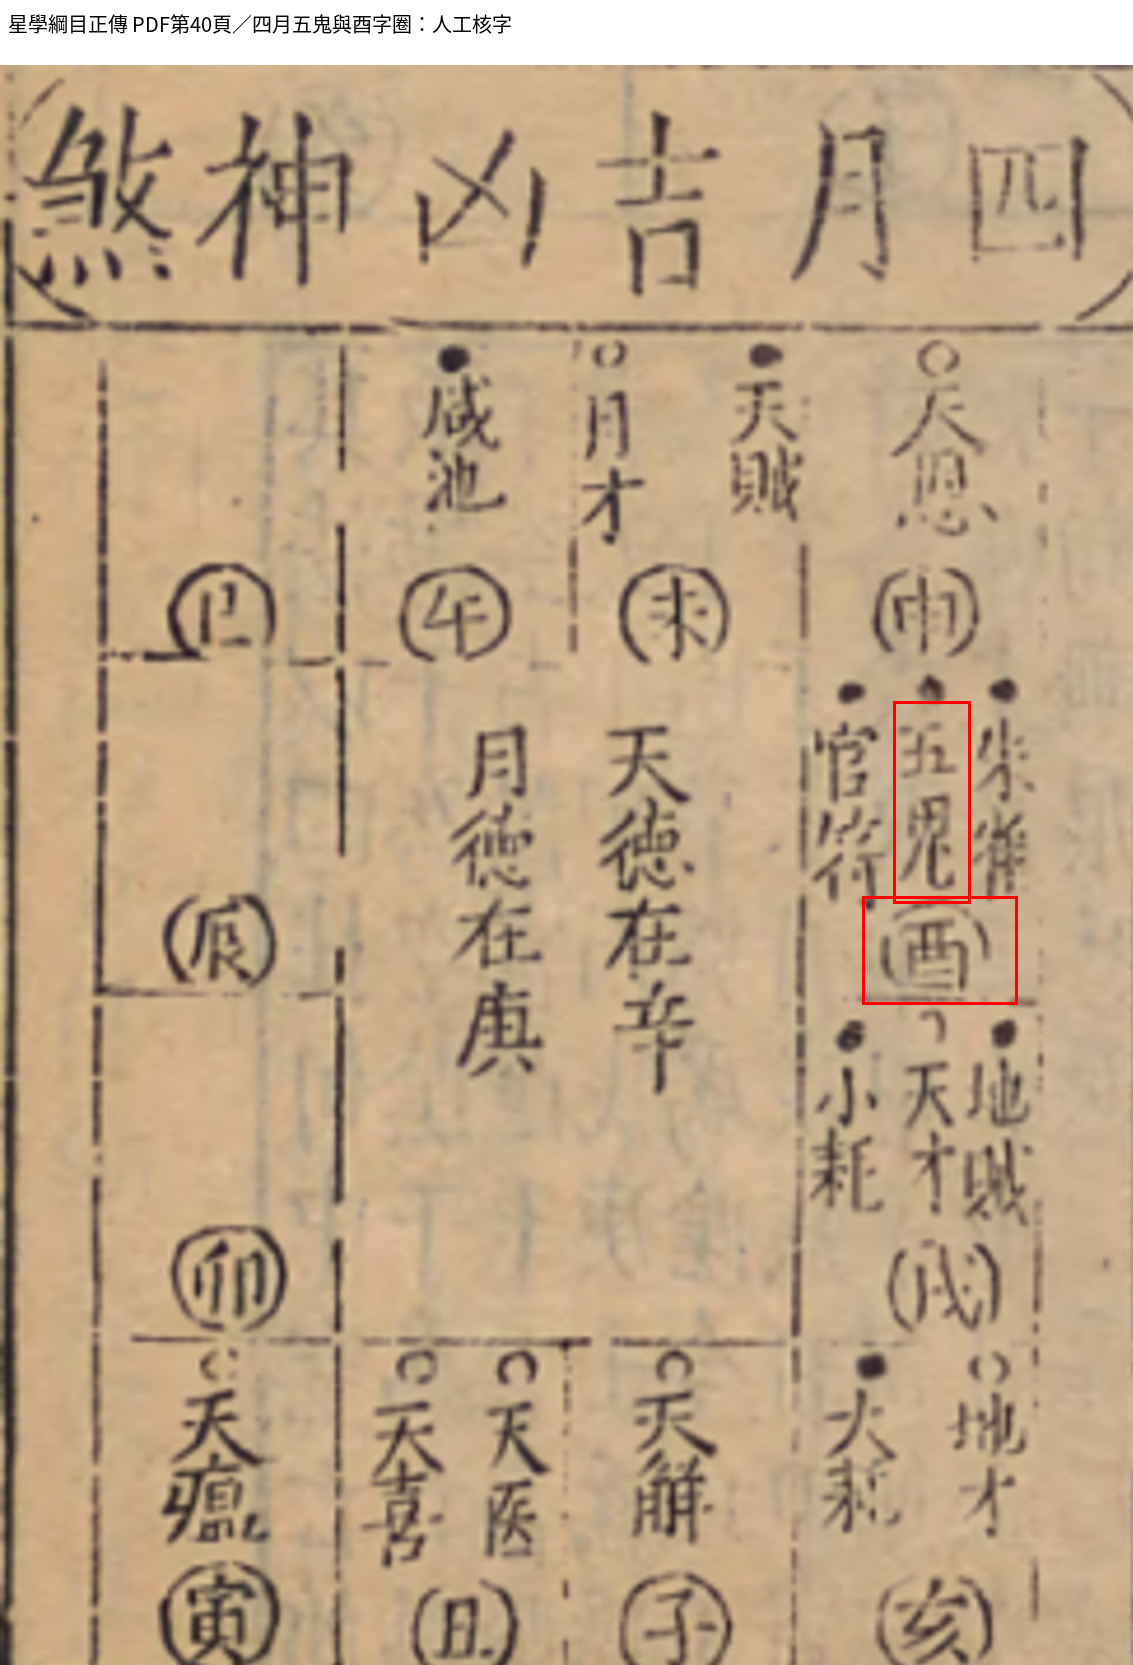 星學綱目正傳 PDF第40頁／四月五鬼與酉字圈：人工核字
四月吉凶神煞
天恩
申
天賊
月才
未
咸池
午
巳
朱雀
五鬼
官符
酉
天德在辛
月德在庚
辰
地賊
天才
小耗
戌
卯
地才
大耗
亥
天解
子
天医
天喜
丑
天瘟
寅